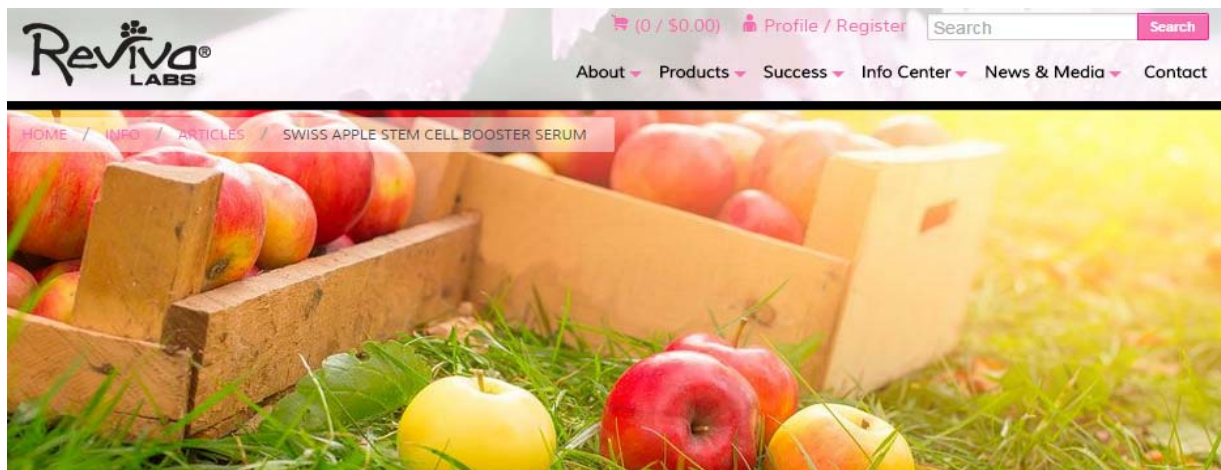 Reviva®
LABS
(0 / $0.00) Profile / Register Search Search
About Products Success Info Center News & Media Contact
HOME / INFO / ARTICLES / SWISS APPLE STEM CELL BOOSTER SERUM